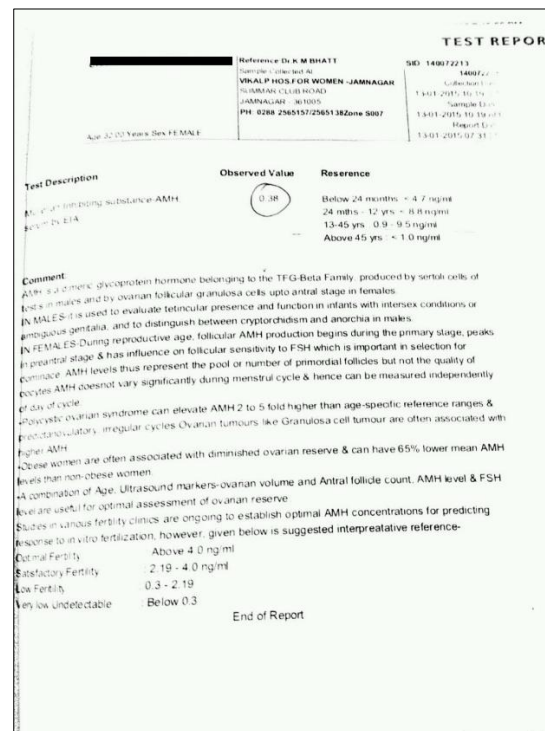 TEST REPOR
Reference Dr K M BHATT
Sample Collected At
VIKALP HOS.FOR WOMEN -JAMNAGAR
SUMMAR CLUB ROAD
JAMNAGAR - 361005
PH: 0288 2565157/2565138Zone S007
SID 140072213
Sample
Report
Age Years Sex FEMALE
Test Description
Observed Value
Reserence
inhibiting substance-AMH
0.38
Below 24 months < 4.7 ng/ml
24 mths - 12 yrs < 8.8 ng/ml
13-45 yrs 0.9 - 9.5 ng/ml
Above 45 yrs : < 1.0 ng/ml
Comment
AMH is a dimeric glycoprotein hormone belonging to the TFG-Beta Family, produced by sertoli cells of
testis in males and by ovarian follicular granulosa cells upto antral stage in females.
IN MALES-it is used to evaluate tetincular presence and function in infants with intersex conditions or
ambiguous genitalia, and to distinguish between cryptorchidism and anorchia in males.
IN FEMALES-During reproductive age, follicular AMH production begins during the primary stage, peaks
in preantral stage & has influence on follicular sensitivity to FSH which is important in selection for
AMH levels thus represent the pool or number of primordial follicles but not the quality of
oocytes AMH doesnot vary significantly during menstrul cycle & hence can be measured independently
of day of cycle.
-Polycystic ovarian syndrome can elevate AMH 2 to 5 fold higher than age-specific reference ranges &
irregular cycles Ovarian tumours like Granulosa cell tumour are often associated with
higher AMH
-Obese women are often associated with diminished ovarian reserve & can have 65% lower mean AMH
levels than non-obese women.
-A combination of Age, Ultrasound markers-ovarian volume and Antral follicle count, AMH level & FSH
level are useful for optimal assessment of ovarian reserve
Studies in various fertility clinics are ongoing to establish optimal AMH concentrations for predicting
response to in vitro fertilization, however, given below is suggested interpreatative reference-
Optimal Fertility Above 4.0 ng/ml
Satisfactory Fertility : 2.19 - 4.0 ng/ml
Low Fertility : 0.3 - 2.19
Very low Undetectable : Below 0.3
End of Report